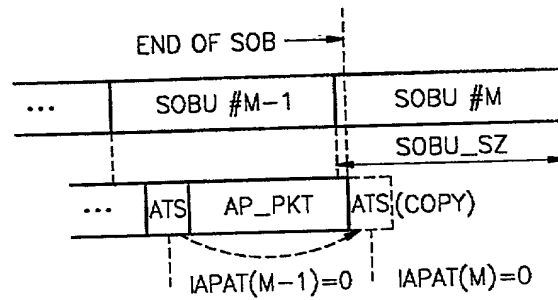 END OF SOB
... SOBU #M-1 SOBU #M
SOBU_SZ
... ATS AP_PKT ATS (COPY)
IAPAT(M-1)=0 IAPAT(M)=0